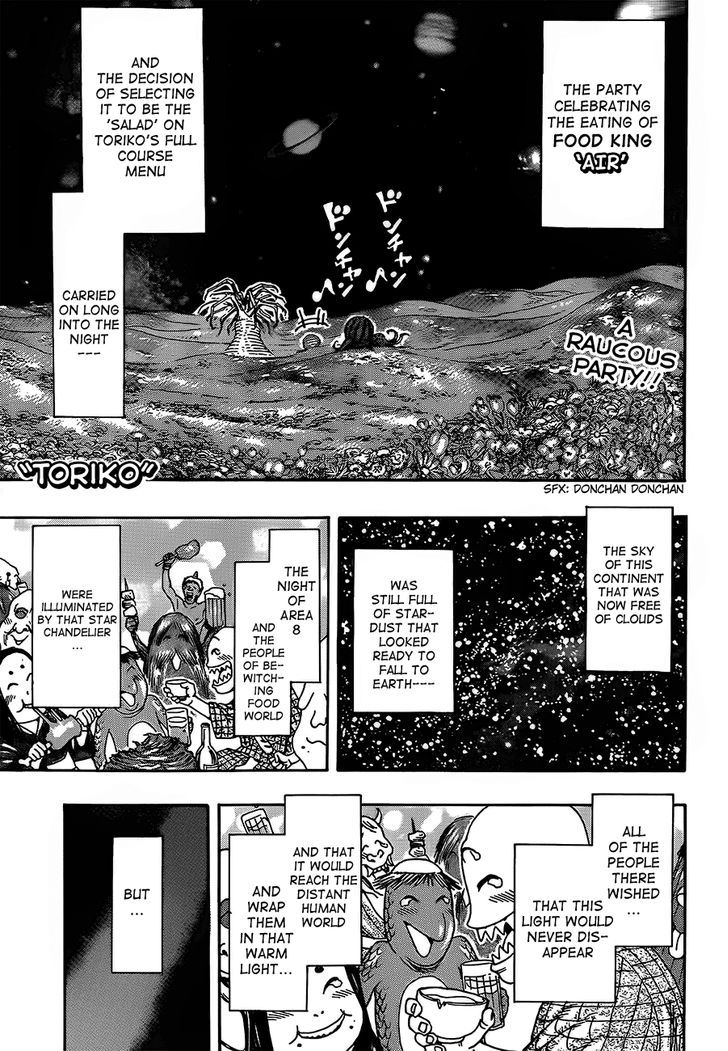 THE PARTY
CELEBRATING
THE EATING OF
FOOD KING
'AIR'
AND
THE DECISION
OF SELECTING
IT TO BE THE
'SALAD' ON
TORIKO'S FULL
COURSE
MENU
CARRIED
ON LONG
INTO THE
NIGHT
---
ドンチャン
ドンチャン
A
RAUCOUS
PARTY!!
"TORIKO"
SFX: DONCHAN DONCHAN
THE SKY
OF THIS
CONTINENT
THAT WAS
NOW FREE
OF CLOUDS
WAS
STILL FULL
OF STAR-
DUST THAT
LOOKED
READY TO
FALL TO
EARTH---
THE
NIGHT
OF
AREA
8
AND
THE
PEOPLE
OF BE-
WITCH-
ING
FOOD
WORLD
WERE
ILLUMINATED
BY THAT STAR
CHANDELIER
...
ALL
OF THE
PEOPLE
THERE
WISHED
...
THAT THIS
LIGHT WOULD
NEVER DIS-
APPEAR
AND THAT
IT WOULD
REACH THE
DISTANT
HUMAN
WORLD
AND
WRAP
THEM
IN THAT
WARM
LIGHT...
BUT
...